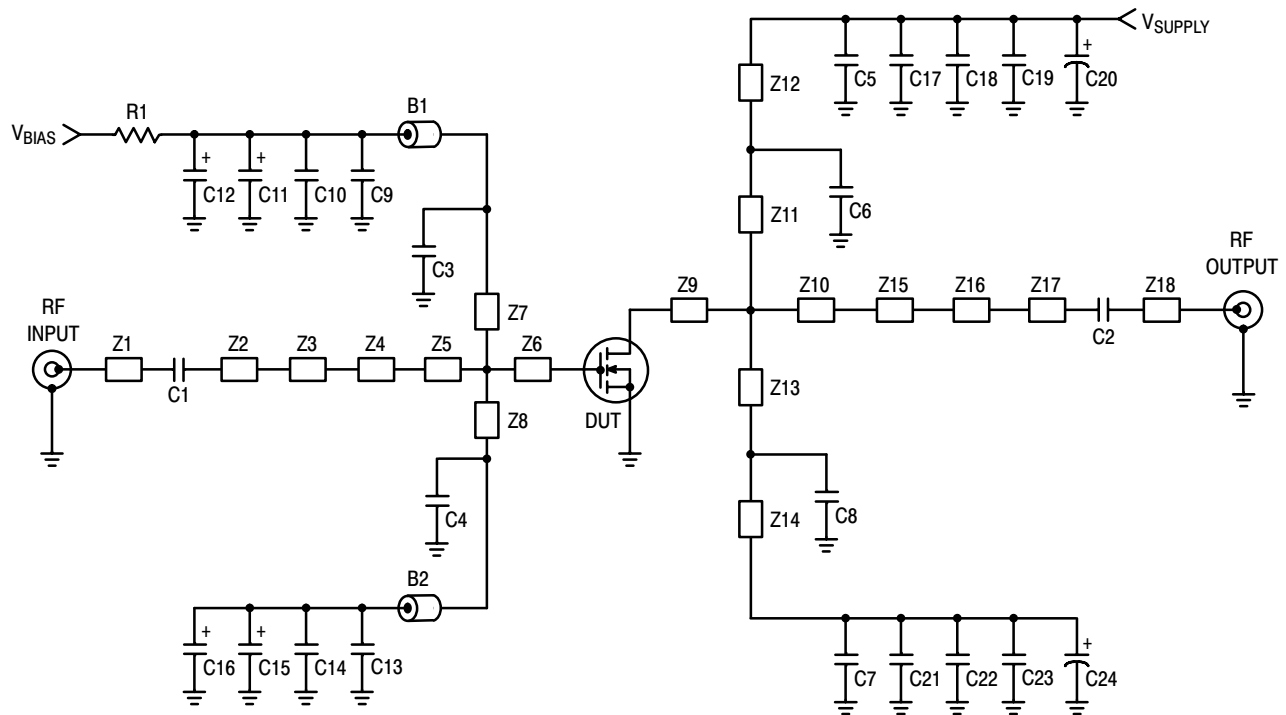 VSUPPLY
C5 C17 C18 C19 + C20
Z12
VBIAS R1 B1
+ C12 + C11 C10 C9
C6
Z11
C3
RF
OUTPUT
Z9 Z10 Z15 Z16 Z17 Z18
C2
Z7
RF
INPUT
Z1 Z2 Z3 Z4 Z5 Z6
C1
DUT
Z8
Z13
C4
C8
Z14
B2
+ C16 + C15 C14 C13
C7 C21 C22 C23 + C24